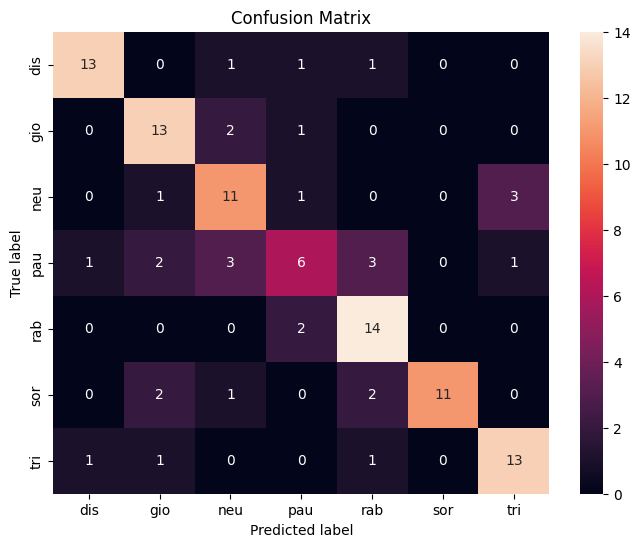 Confusion Matrix
True label
dis 13 0 1 1 1 0 0
gio 0 13 2 1 0 0 0
neu 0 1 11 1 0 0 3
pau 1 2 3 6 3 0 1
rab 0 0 0 2 14 0 0
sor 0 2 1 0 2 11 0
tri 1 1 0 0 1 0 13
dis gio neu pau rab sor tri
Predicted label
14
12
10
8
6
4
2
0